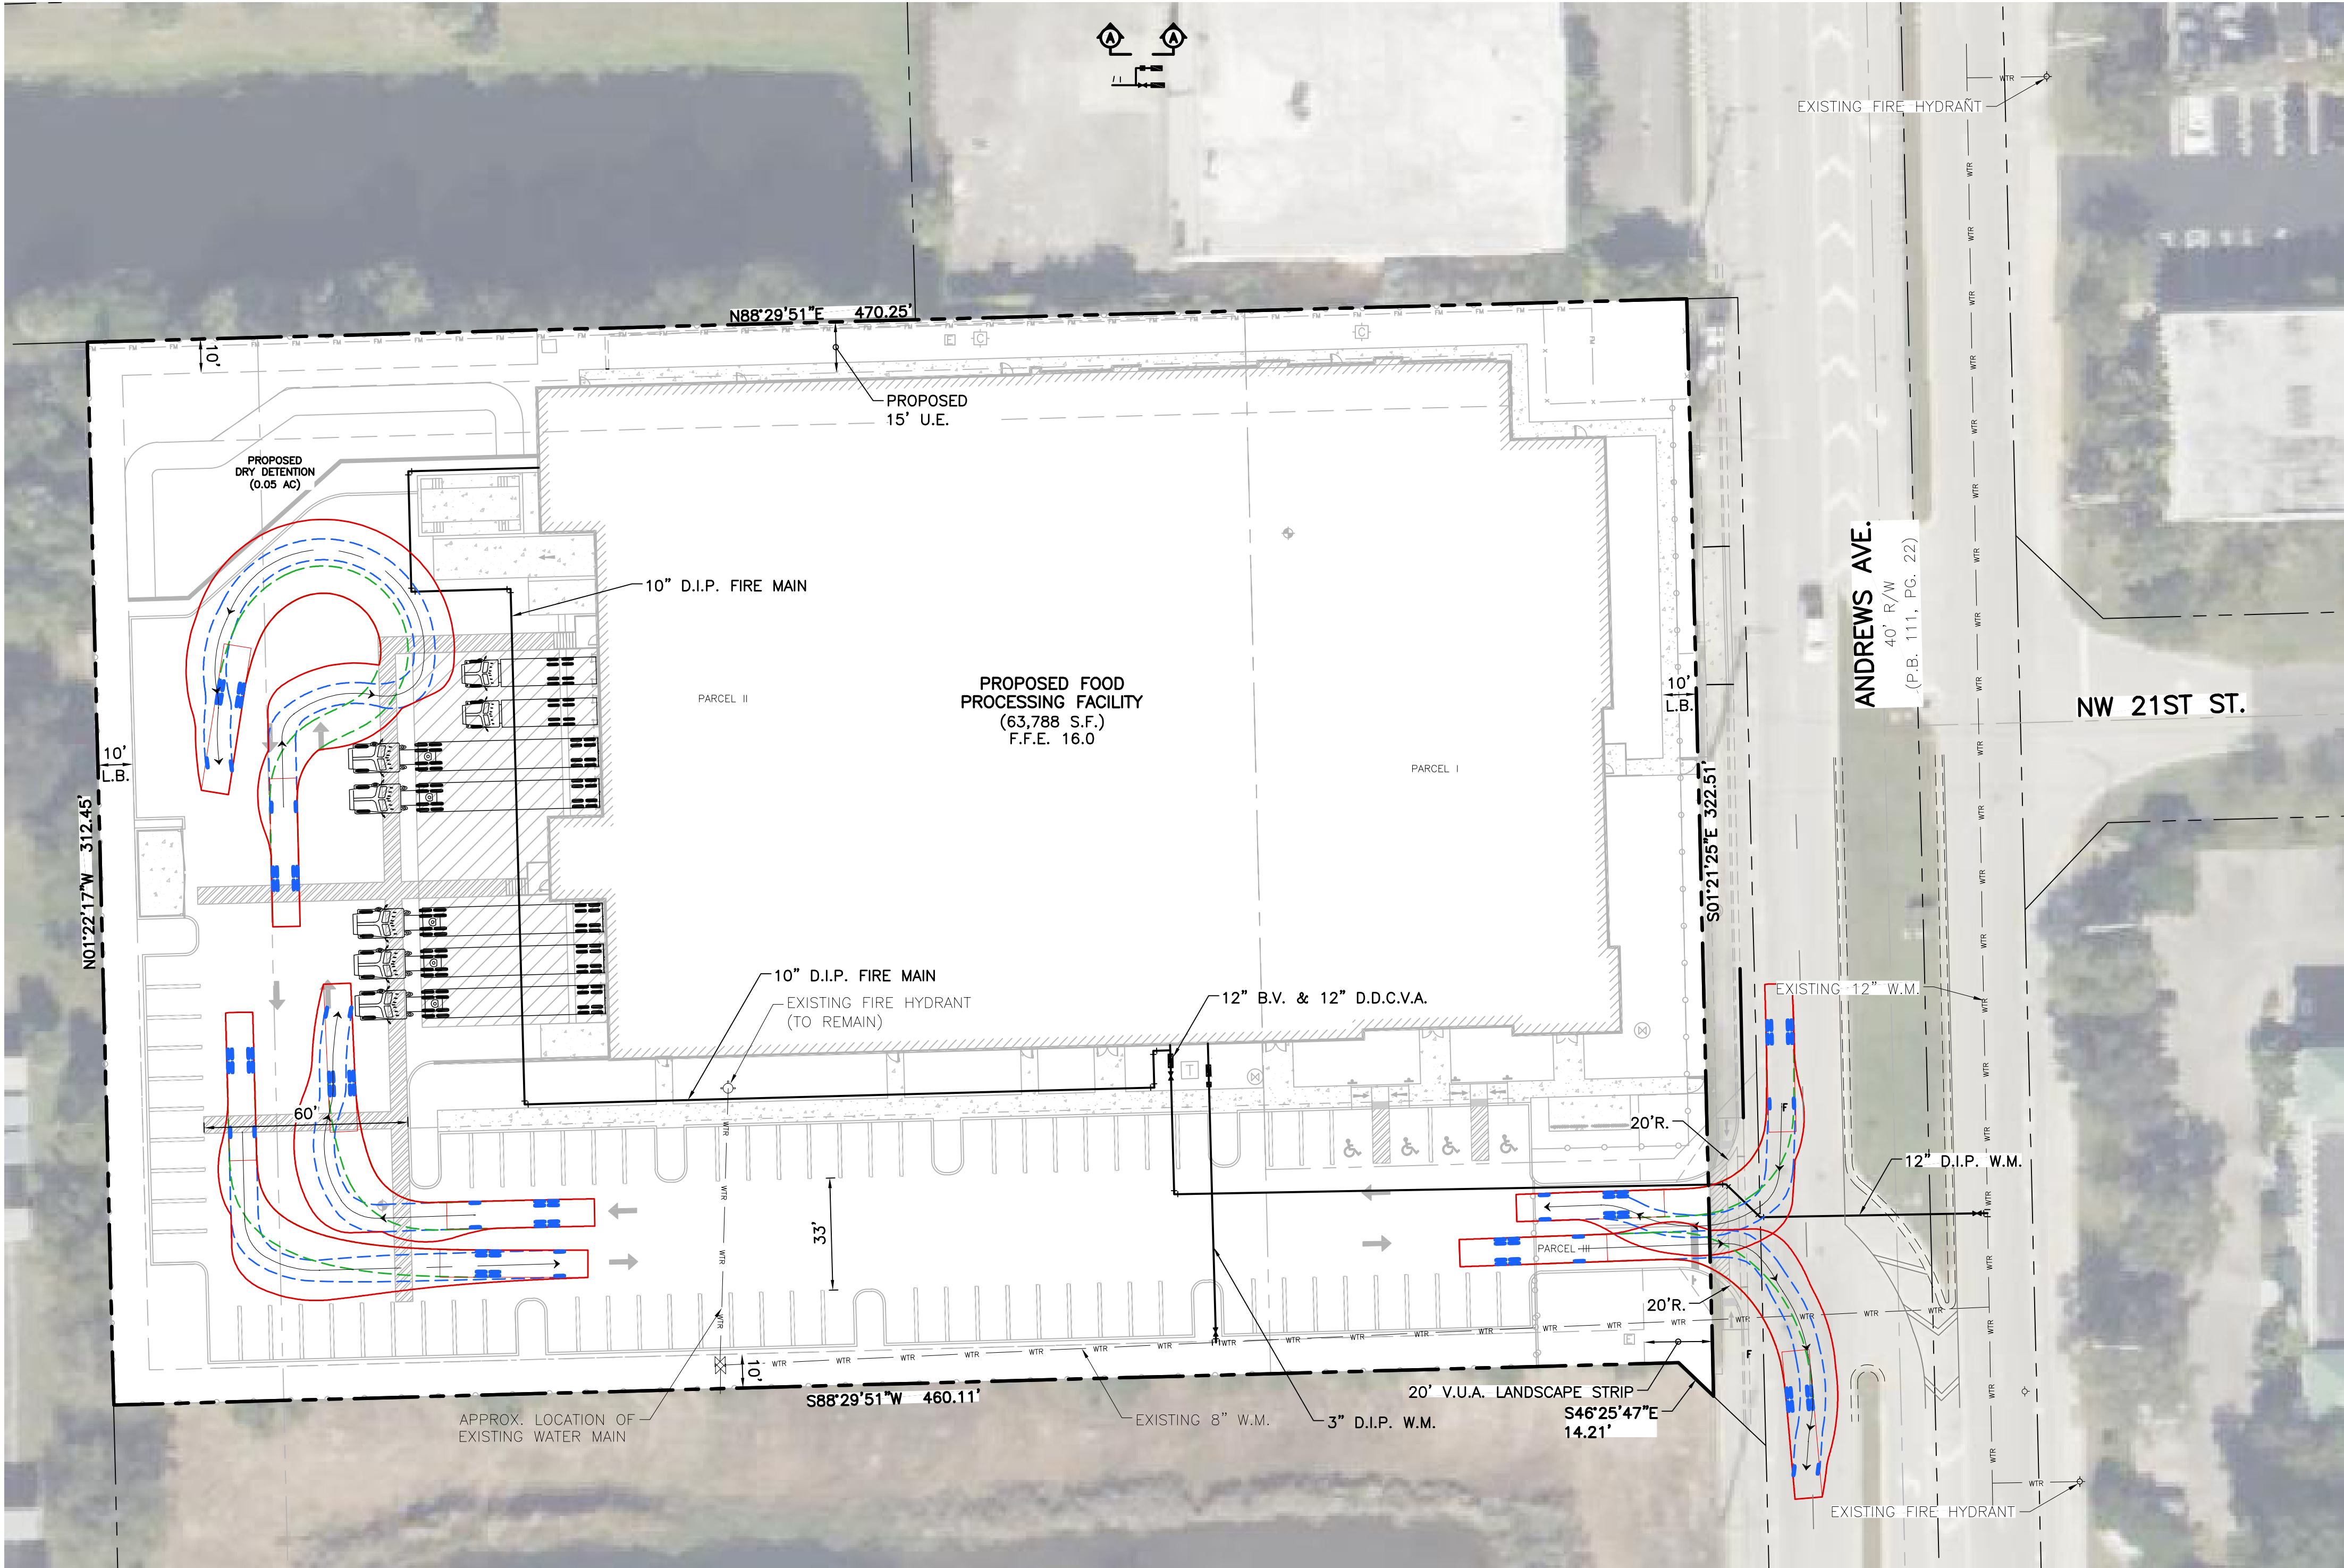 A
A
EXISTING FIRE HYDRANT
WTR
N88°29'51"E 470.25'
10'
PROPOSED
15' U.E.
E
C
C
PROPOSED
DRY DETENTION
(0.05 AC)
10" D.I.P. FIRE MAIN
PARCEL II
PROPOSED FOOD
PROCESSING FACILITY
(63,788 S.F.)
F.F.E. 16.0
PARCEL I
10'
L.B.
10'
L.B.
ANDREWS AVE.
40' R/W
(P.B. 111, PG. 22)
NW 21ST ST.
N01°22'17"W 312.45'
S01°21'25"E 322.51'
10" D.I.P. FIRE MAIN
EXISTING FIRE HYDRANT
(TO REMAIN)
12" B.V. & 12" D.D.C.V.A.
EXISTING 12" W.M.
T
60'
20'R.
F
12" D.I.P. W.M.
33'
PARCEL III
20'R.
E
F
10'
S88°29'51"W 460.11'
20' V.U.A. LANDSCAPE STRIP
S46°25'47"E
14.21'
APPROX. LOCATION OF
EXISTING WATER MAIN
EXISTING 8" W.M.
3" D.I.P. W.M.
WTR
EXISTING FIRE HYDRANT